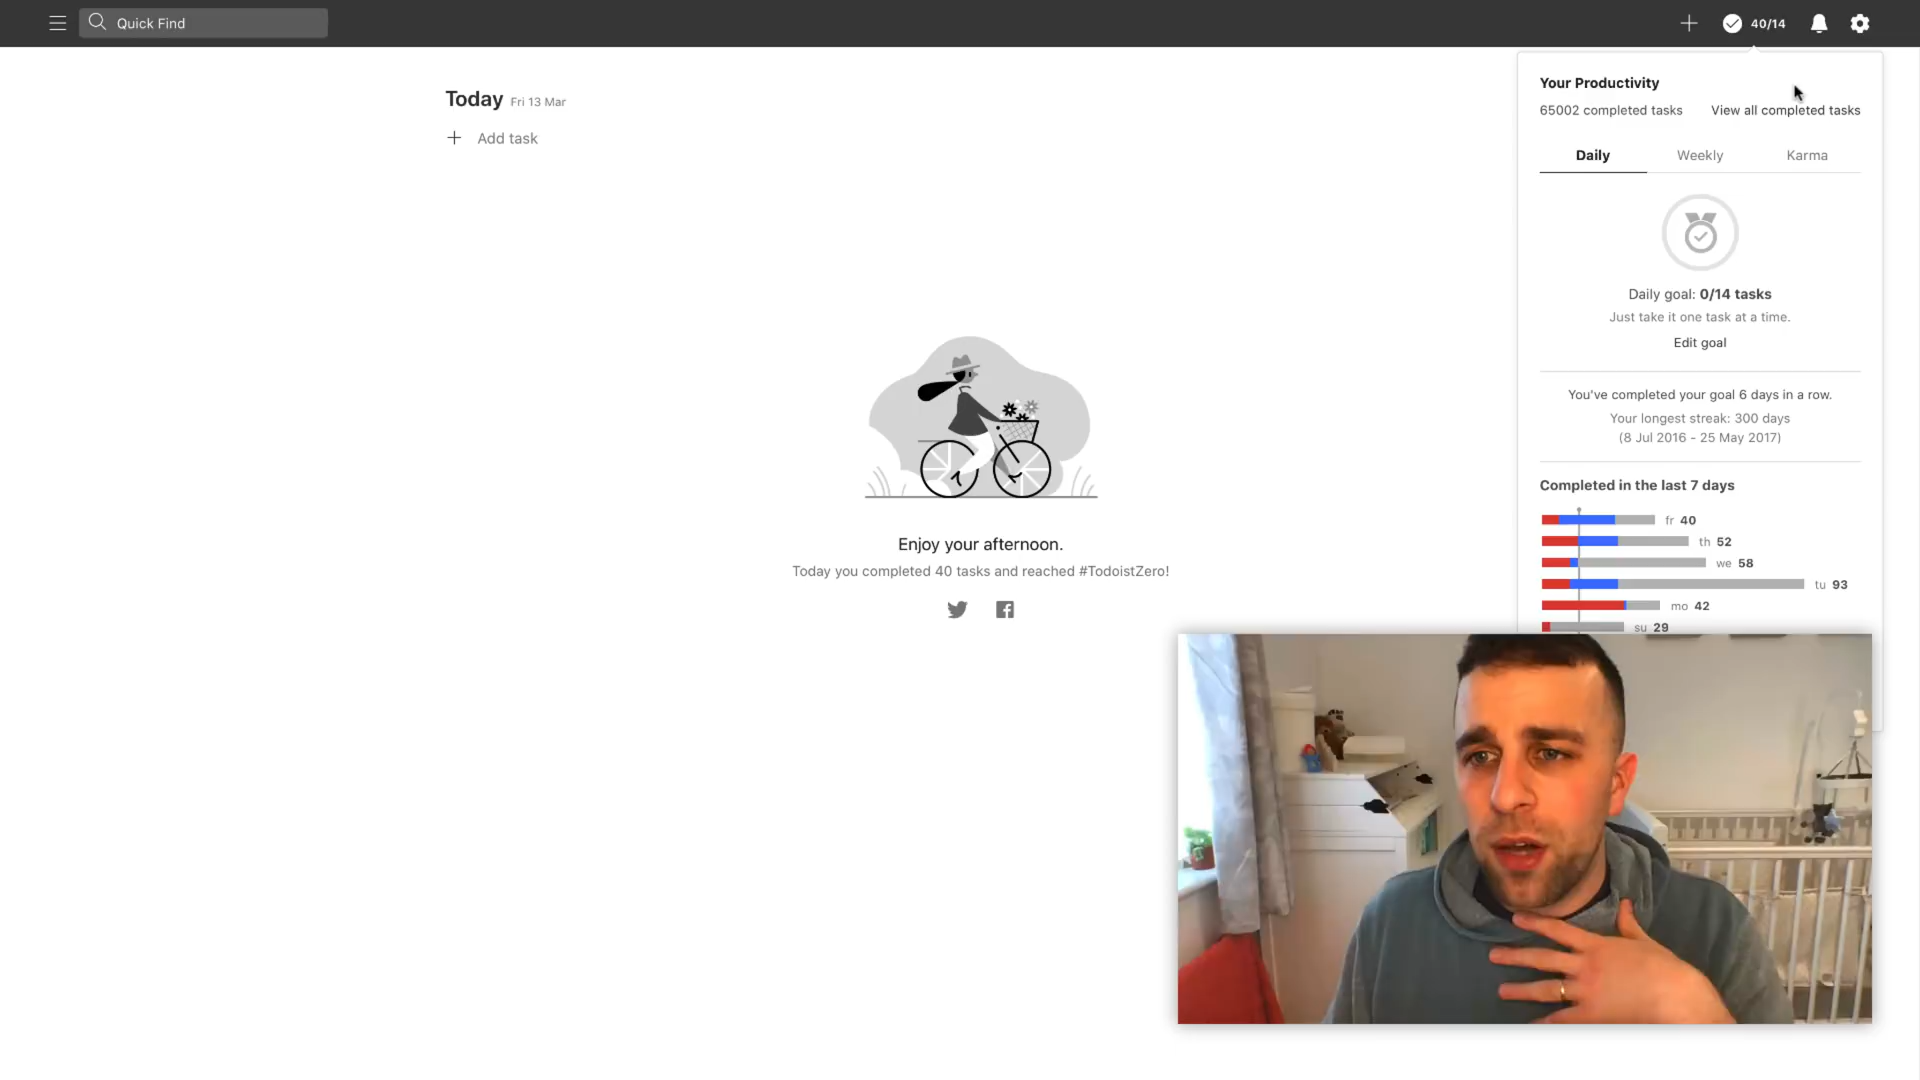 Quick Find
40/14
Today Fri 13 Mar
Add task
Enjoy your afternoon.
Today you completed 40 tasks and reached #TodoistZero!
Your Productivity
65002 completed tasks View all completed tasks
Daily Weekly Karma
Daily goal: 0/14 tasks
Just take it one task at a time.
Edit goal
You've completed your goal 6 days in a row.
Your longest streak: 300 days
(8 Jul 2016 - 25 May 2017)
Completed in the last 7 days
fr 40
th 52
we 58
tu 93
mo 42
su 29